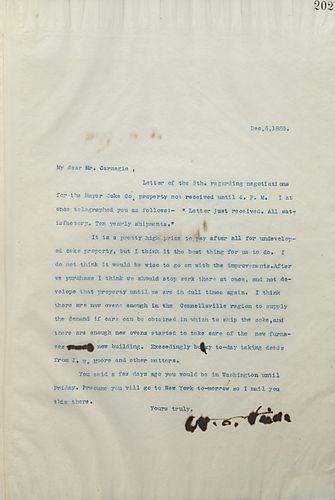 202
Dec,6,1889.
My dear Mr. Carnegie,
Letter of the 5th. regarding negotiations
for the Mayer Coke Co. property not received until 4. P.M. I at
once telegraphed you as follows:- "Letter just received. All sat-
isfactory. Ten yearly shipments."
It is a pretty high price to pay after all for undevelop-
ed coke property, but I think it the best thing for us to do. I
do not think it would be wise to go on with the improvements.After
we purchase I think we should stop work there at once, and not de-
velope that property until we are in dull times again. I think
there are now ovens enough in the Connellsville region to supply
the demand if cars can be obtained in which to ship the coke,and
there are enough new ovens started to take care of the new furna-
ces new building. Exceedingly busy to-day taking deeds
from J. W. Moore and other matters.
You said a few days ago you would be in Washington until
Friday. Presume you will go to New York to-morrow so I mail you
this there.
Yours truly,